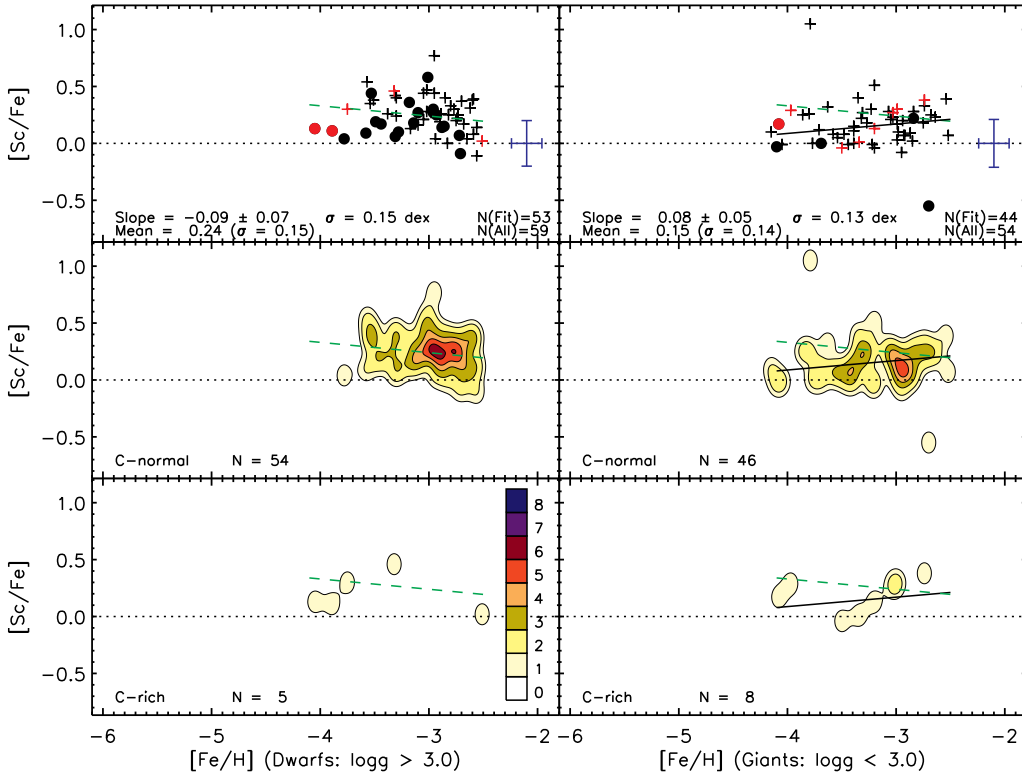 1.0
0.5
0.0
−0.5
[Sc/Fe]
Slope = −0.09 ± 0.07 σ = 0.15 dex N(Fit)=53
Mean = 0.24 (σ = 0.15) N(All)=59
Slope = 0.08 ± 0.05 σ = 0.13 dex N(Fit)=44
Mean = 0.15 (σ = 0.14) N(All)=54
1.0
0.5
0.0
−0.5
[Sc/Fe]
C−normal N = 54
C−normal N = 46
1.0
0.5
0.0
−0.5
[Sc/Fe]
8
7
6
5
4
3
2
1
0
C−rich N = 5
C−rich N = 8
−6 −5 −4 −3 −2
−6 −5 −4 −3 −2
[Fe/H] (Dwarfs: logg > 3.0)
[Fe/H] (Giants: logg < 3.0)